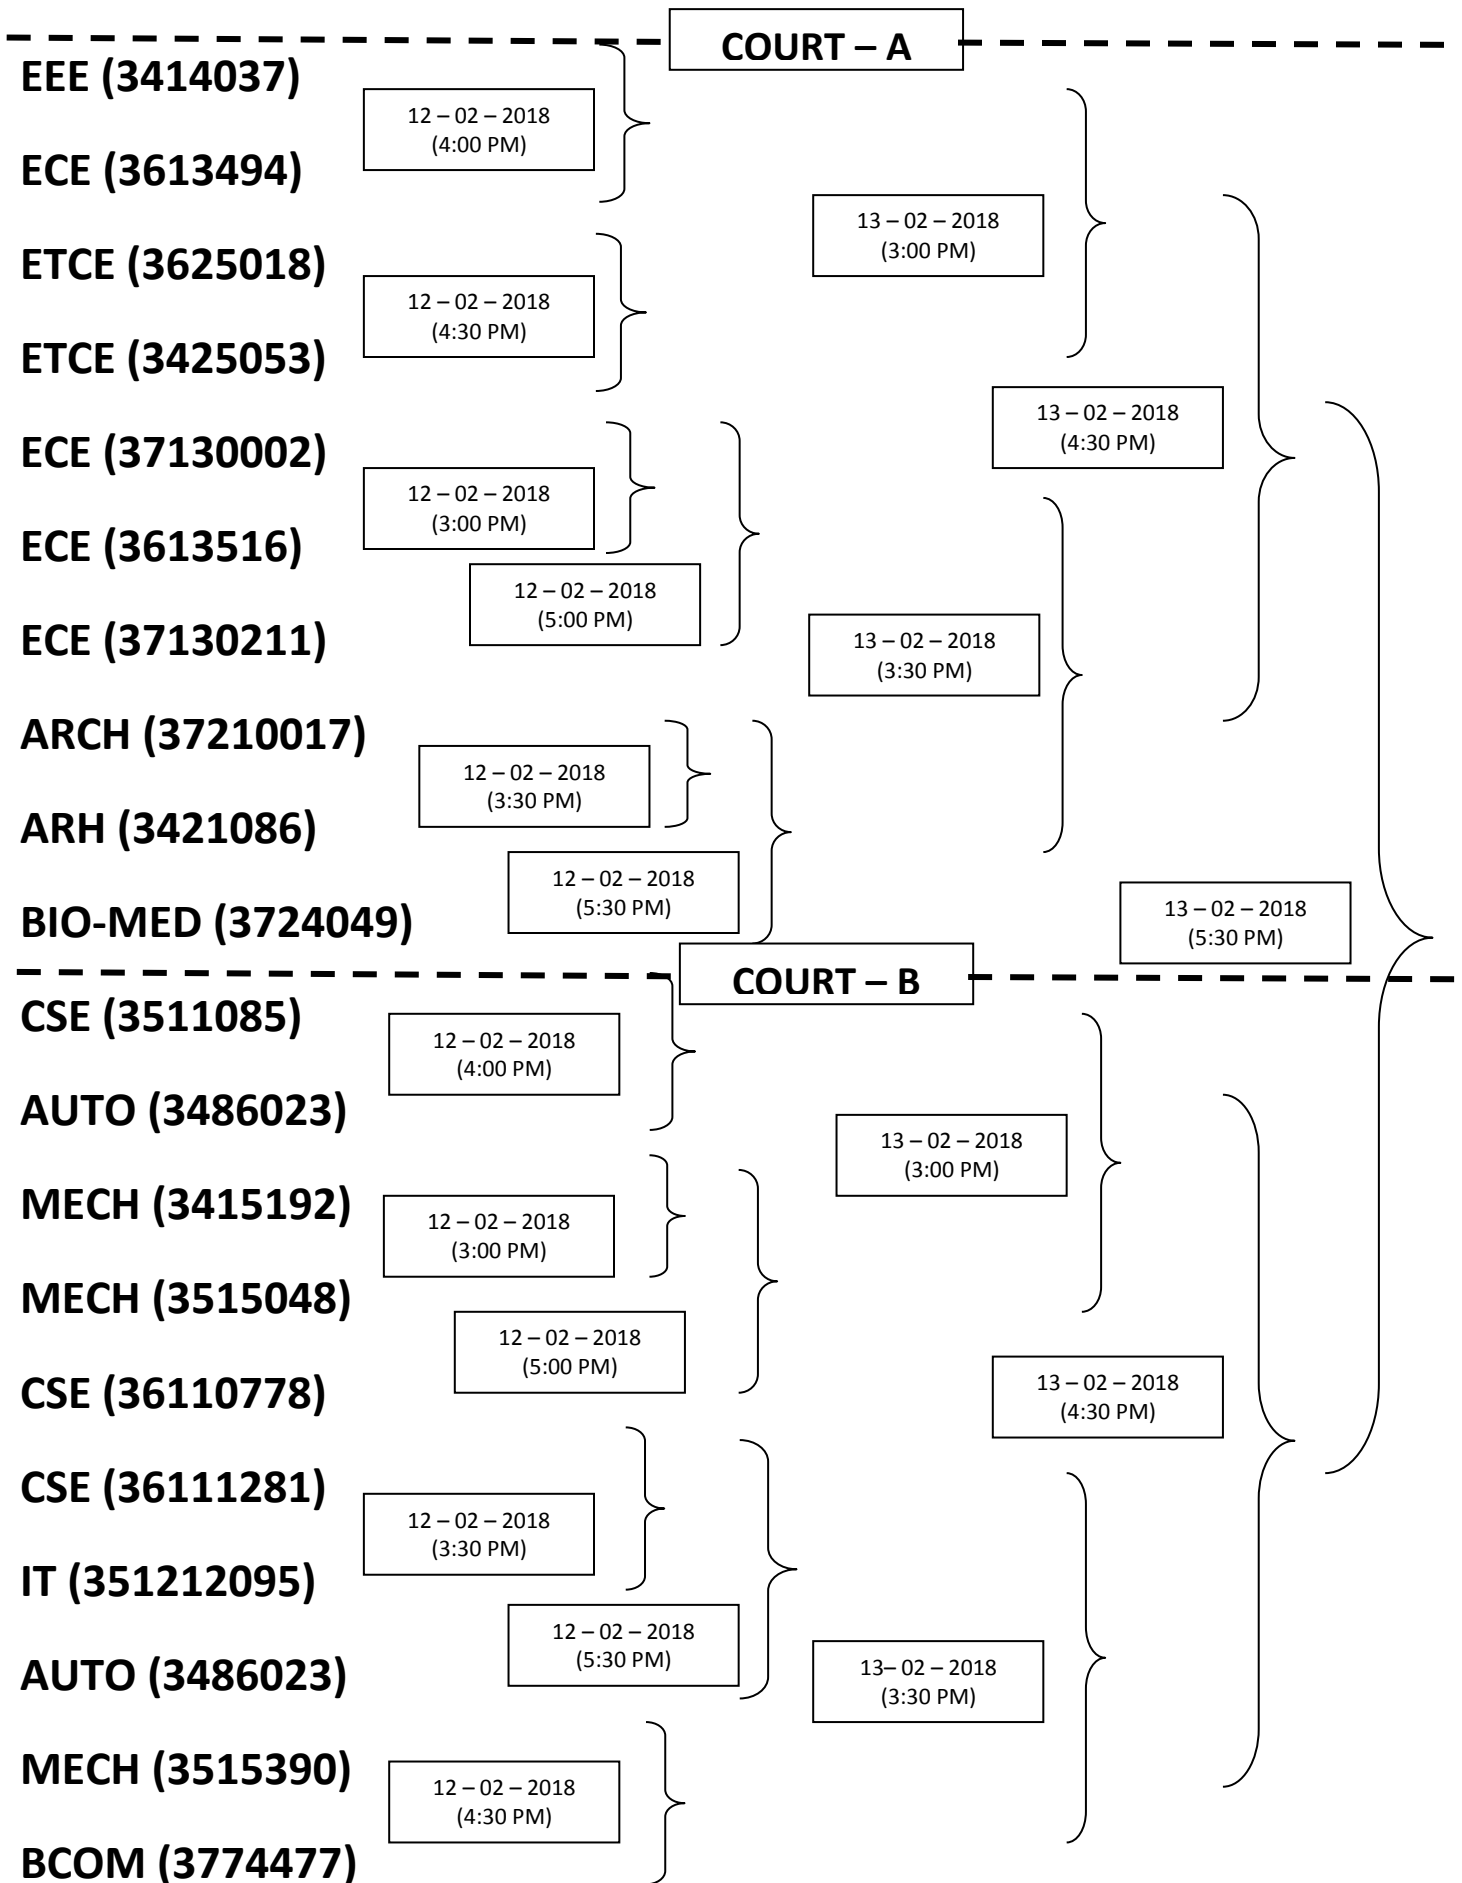 COURT – A
EEE (3414037)
12 – 02 – 2018
(4:00 PM)
ECE (3613494)
13 – 02 – 2018
(3:00 PM)
ETCE (3625018)
12 – 02 – 2018
(4:30 PM)
ETCE (3425053)
13 – 02 – 2018
(4:30 PM)
ECE (37130002)
12 – 02 – 2018
(3:00 PM)
ECE (3613516)
12 – 02 – 2018
(5:00 PM)
ECE (37130211)
13 – 02 – 2018
(3:30 PM)
ARCH (37210017)
12 – 02 – 2018
(3:30 PM)
ARH (3421086)
12 – 02 – 2018
(5:30 PM)
BIO-MED (3724049)
13 – 02 – 2018
(5:30 PM)
COURT – B
CSE (3511085)
12 – 02 – 2018
(4:00 PM)
AUTO (3486023)
13 – 02 – 2018
(3:00 PM)
MECH (3415192)
12 – 02 – 2018
(3:00 PM)
MECH (3515048)
12 – 02 – 2018
(5:00 PM)
CSE (36110778)
13 – 02 – 2018
(4:30 PM)
CSE (36111281)
12 – 02 – 2018
(3:30 PM)
IT (351212095)
12 – 02 – 2018
(5:30 PM)
AUTO (3486023)
13– 02 – 2018
(3:30 PM)
MECH (3515390)
12 – 02 – 2018
(4:30 PM)
BCOM (3774477)